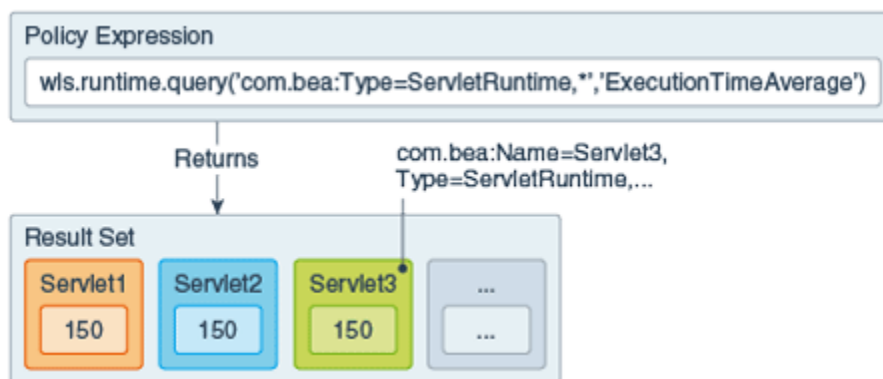 Policy Expression
wls.runtime.query('com.bea:Type=ServletRuntime,*','ExecutionTimeAverage')
Returns
com.bea:Name=Servlet3,
Type=ServletRuntime,...
Result Set
Servlet1
Servlet2
Servlet3
...
150
150
150
...